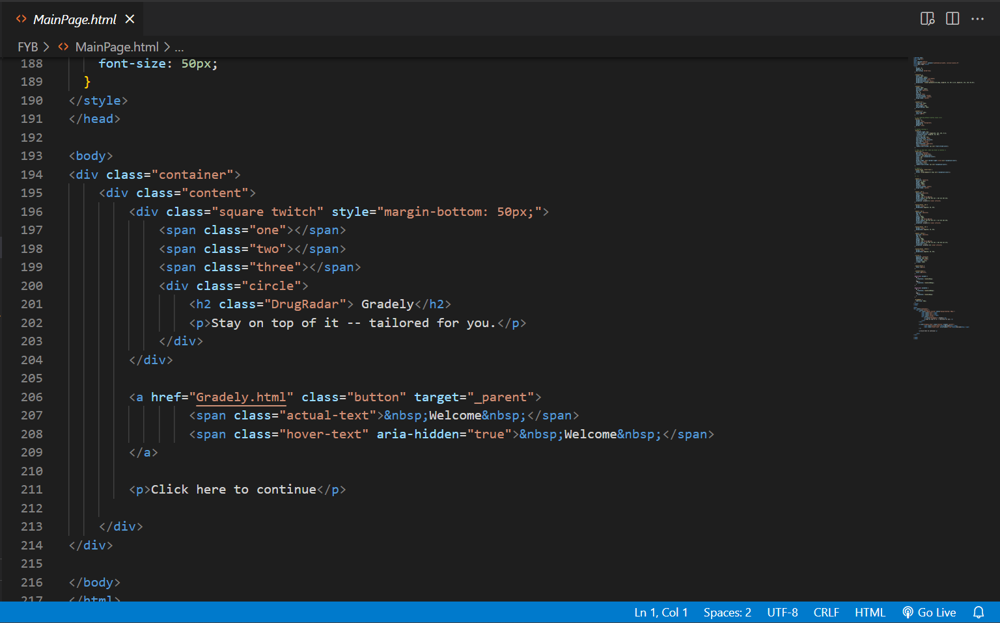 MainPage.html
FYB > MainPage.html > ...
188 font-size: 50px;
189 }
190 </style>
191 </head>
192
193 <body>
194 <div class="container">
195 <div class="content">
196 <div class="square twitch" style="margin-bottom: 50px;">
197 <span class="one"></span>
198 <span class="two"></span>
199 <span class="three"></span>
200 <div class="circle">
201 <h2 class="DrugRadar"> Gradely</h2>
202 <p>Stay on top of it -- tailored for you.</p>
203 </div>
204 </div>
205
206 <a href="Gradely.html" class="button" target="_parent">
207 <span class="actual-text">&nbsp;Welcome&nbsp;</span>
208 <span class="hover-text" aria-hidden="true">&nbsp;Welcome&nbsp;</span>
209 </a>
210
211 <p>Click here to continue</p>
212
213 </div>
214 </div>
215
216 </body>
217 </html>
Ln 1, Col 1 Spaces: 2 UTF-8 CRLF HTML Go Live